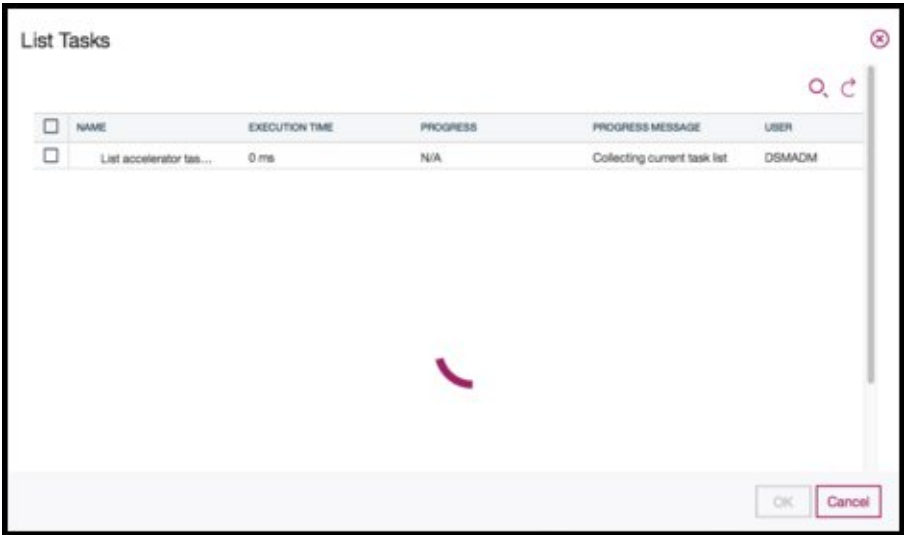 List Tasks
NAME EXECUTION TIME PROGRESS PROGRESS MESSAGE USER
List accelerator tas... 0 ms N/A Collecting current task list DSMADM
OK Cancel